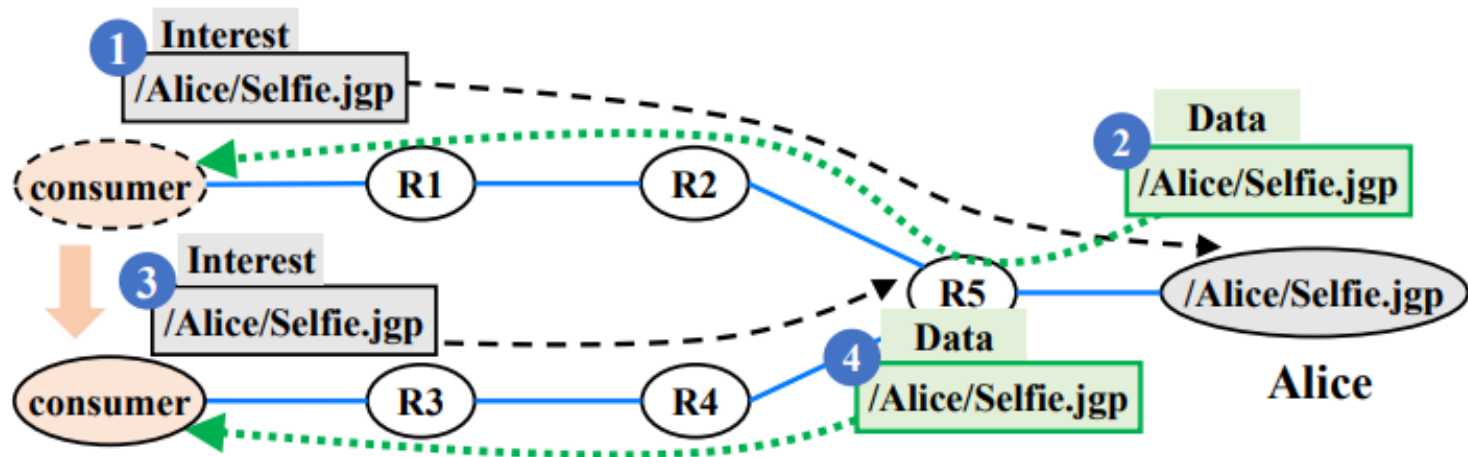 1
Interest
/Alice/Selfie.jgp
Data
2
/Alice/Selfie.jgp
consumer
R1
R2
Interest
3
/Alice/Selfie.jgp
R5
/Alice/Selfie.jgp
Data
4
/Alice/Selfie.jgp
Alice
consumer
R3
R4